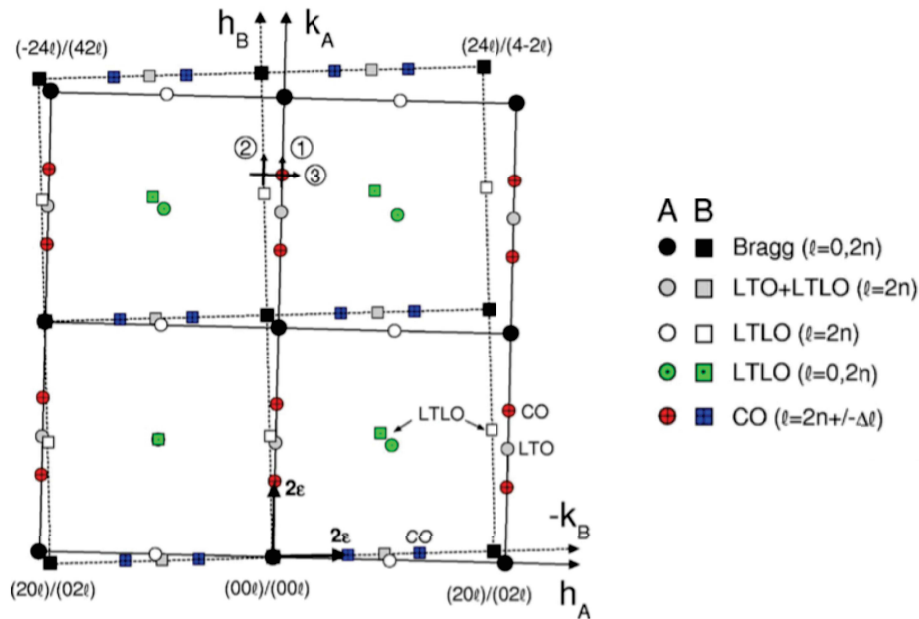 h_B k_A
(-24ℓ)/(42ℓ) (24ℓ)/(4-2ℓ)
② ①
③
A B
Bragg (ℓ=0,2n)
LTO+LTLO (ℓ=2n)
LTLO (ℓ=2n)
LTLO (ℓ=0,2n)
CO (ℓ=2n+/-Δℓ)
LTLO
CO
LTO
2ε
2ε
CO
-k_B
(20ℓ)/(02ℓ) (00ℓ)/(00ℓ) (20ℓ)/(02ℓ)
h_A